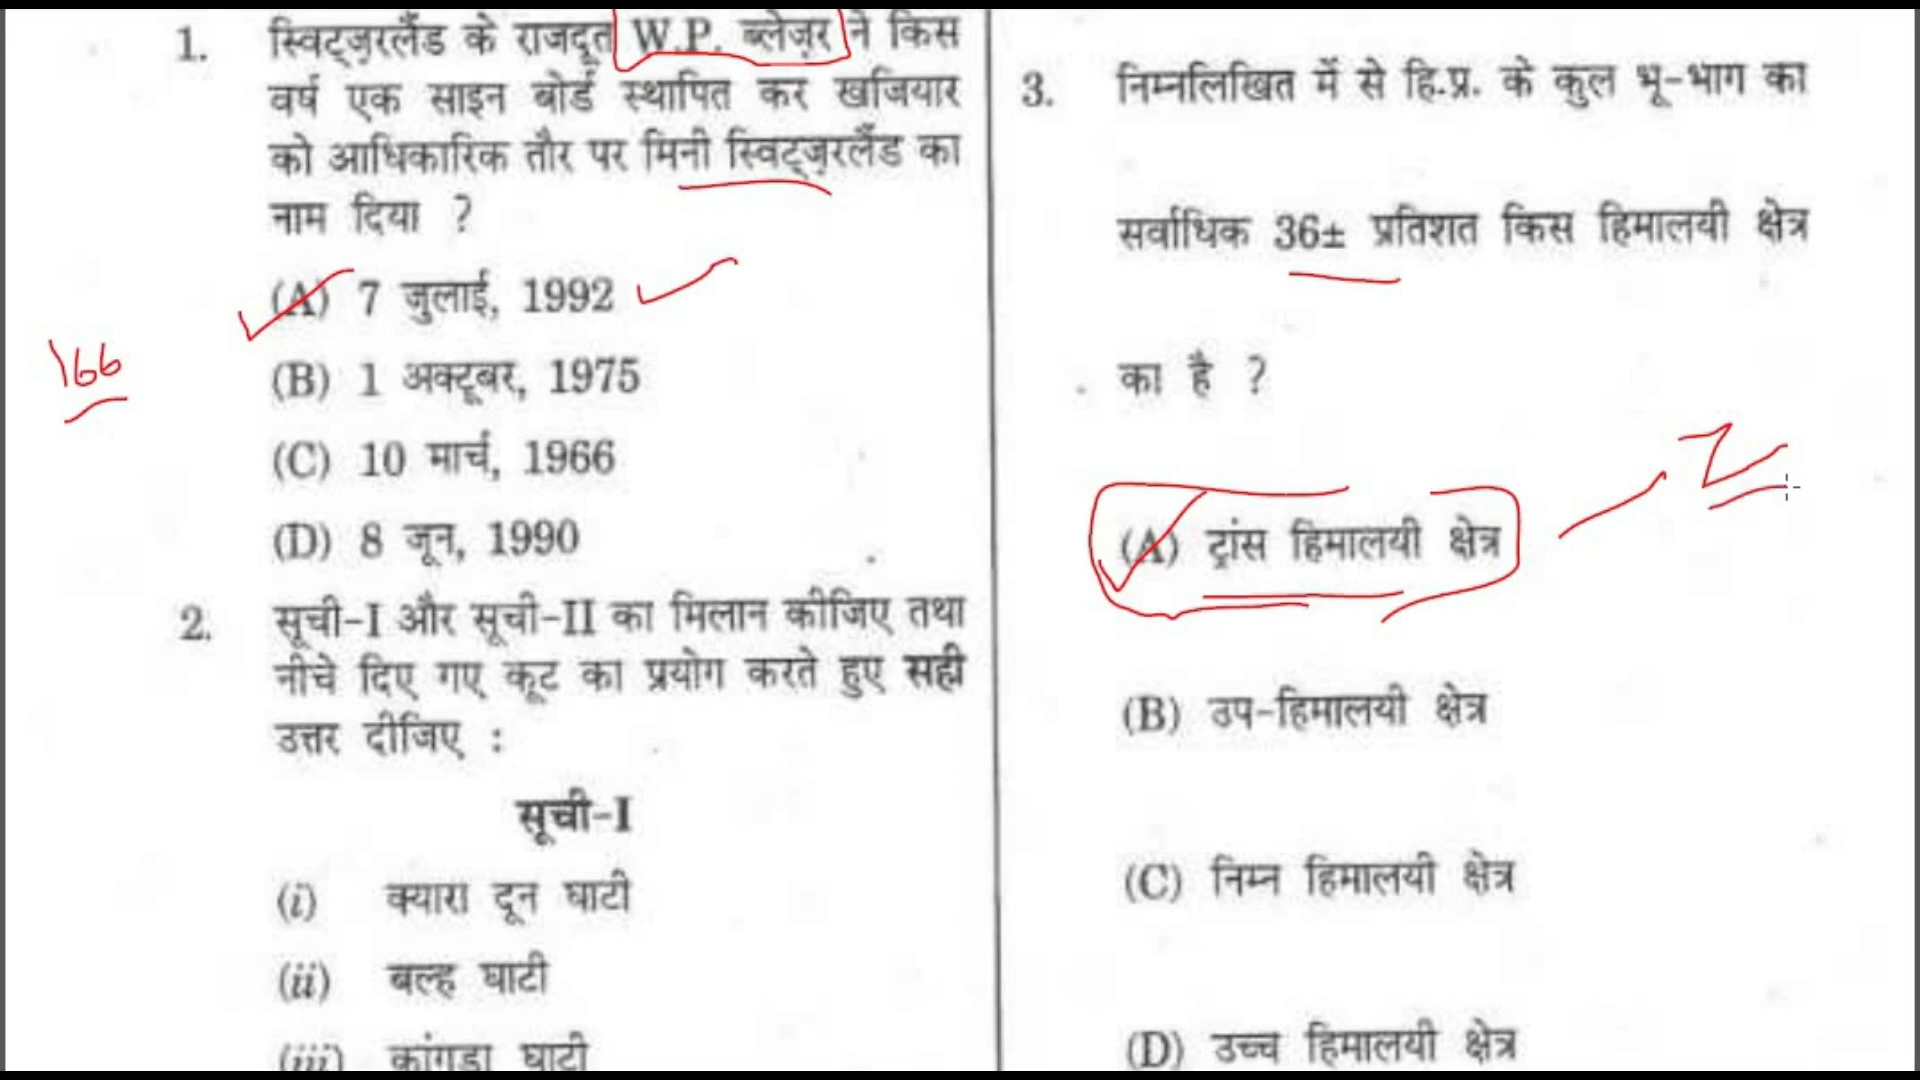 1. स्विट्ज़रलैंड के राजदूत W.P. ब्लेज़र ने किस
वर्ष एक साइन बोर्ड स्थापित कर खजियार
को आधिकारिक तौर पर मिनी स्विट्ज़रलैंड का
नाम दिया ?
(A) 7 जुलाई, 1992
(B) 1 अक्टूबर, 1975
(C) 10 मार्च, 1966
(D) 8 जून, 1990
166
2. सूची-I और सूची-II का मिलान कीजिए तथा
नीचे दिए गए कूट का प्रयोग करते हुए सही
उत्तर दीजिए :
सूची-I
(i) क्यारा दून घाटी
(ii) बल्ह घाटी
(iii) कांगड़ा घाटी
3. निम्नलिखित में से हि.प्र. के कुल भू-भाग का
सर्वाधिक 36± प्रतिशत किस हिमालयी क्षेत्र
का है ?
(A) ट्रांस हिमालयी क्षेत्र
(B) उप-हिमालयी क्षेत्र
(C) निम्न हिमालयी क्षेत्र
(D) उच्च हिमालयी क्षेत्र